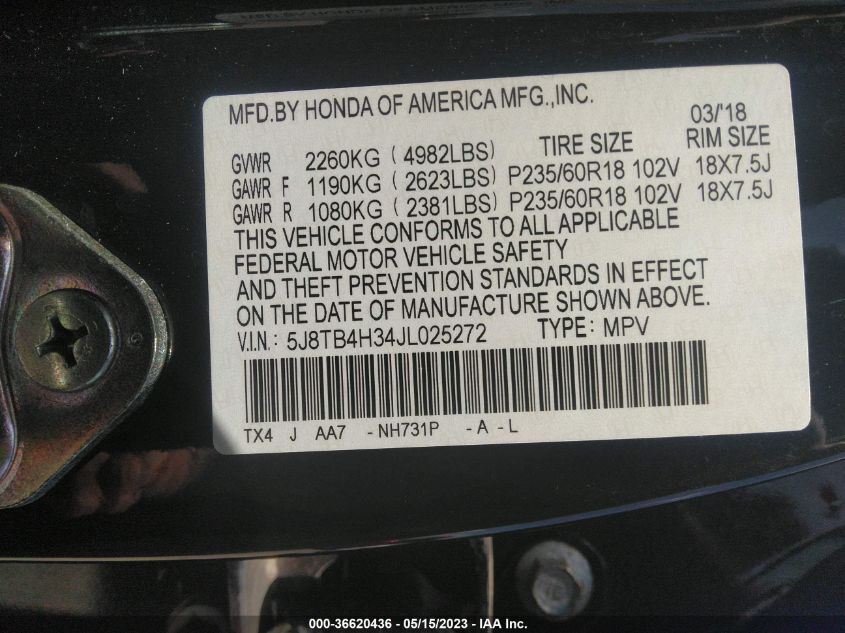 MFD.BY HONDA OF AMERICA MFG.,INC. 03/'18
TIRE SIZE RIM SIZE
GVWR 2260KG ( 4982LBS)
GAWR F 1190KG ( 2623LBS) P235/60R18 102V 18X7.5J
GAWR R 1080KG ( 2381LBS) P235/60R18 102V 18X7.5J
THIS VEHICLE CONFORMS TO ALL APPLICABLE
FEDERAL MOTOR VEHICLE SAFETY
AND THEFT PREVENTION STANDARDS IN EFFECT
ON THE DATE OF MANUFACTURE SHOWN ABOVE.
V.I.N.: 5J8TB4H34JL025272 TYPE: MPV
TX4 J AA7 -NH731P -A-L
000-36620436 - 05/15/2023 - IAA Inc.